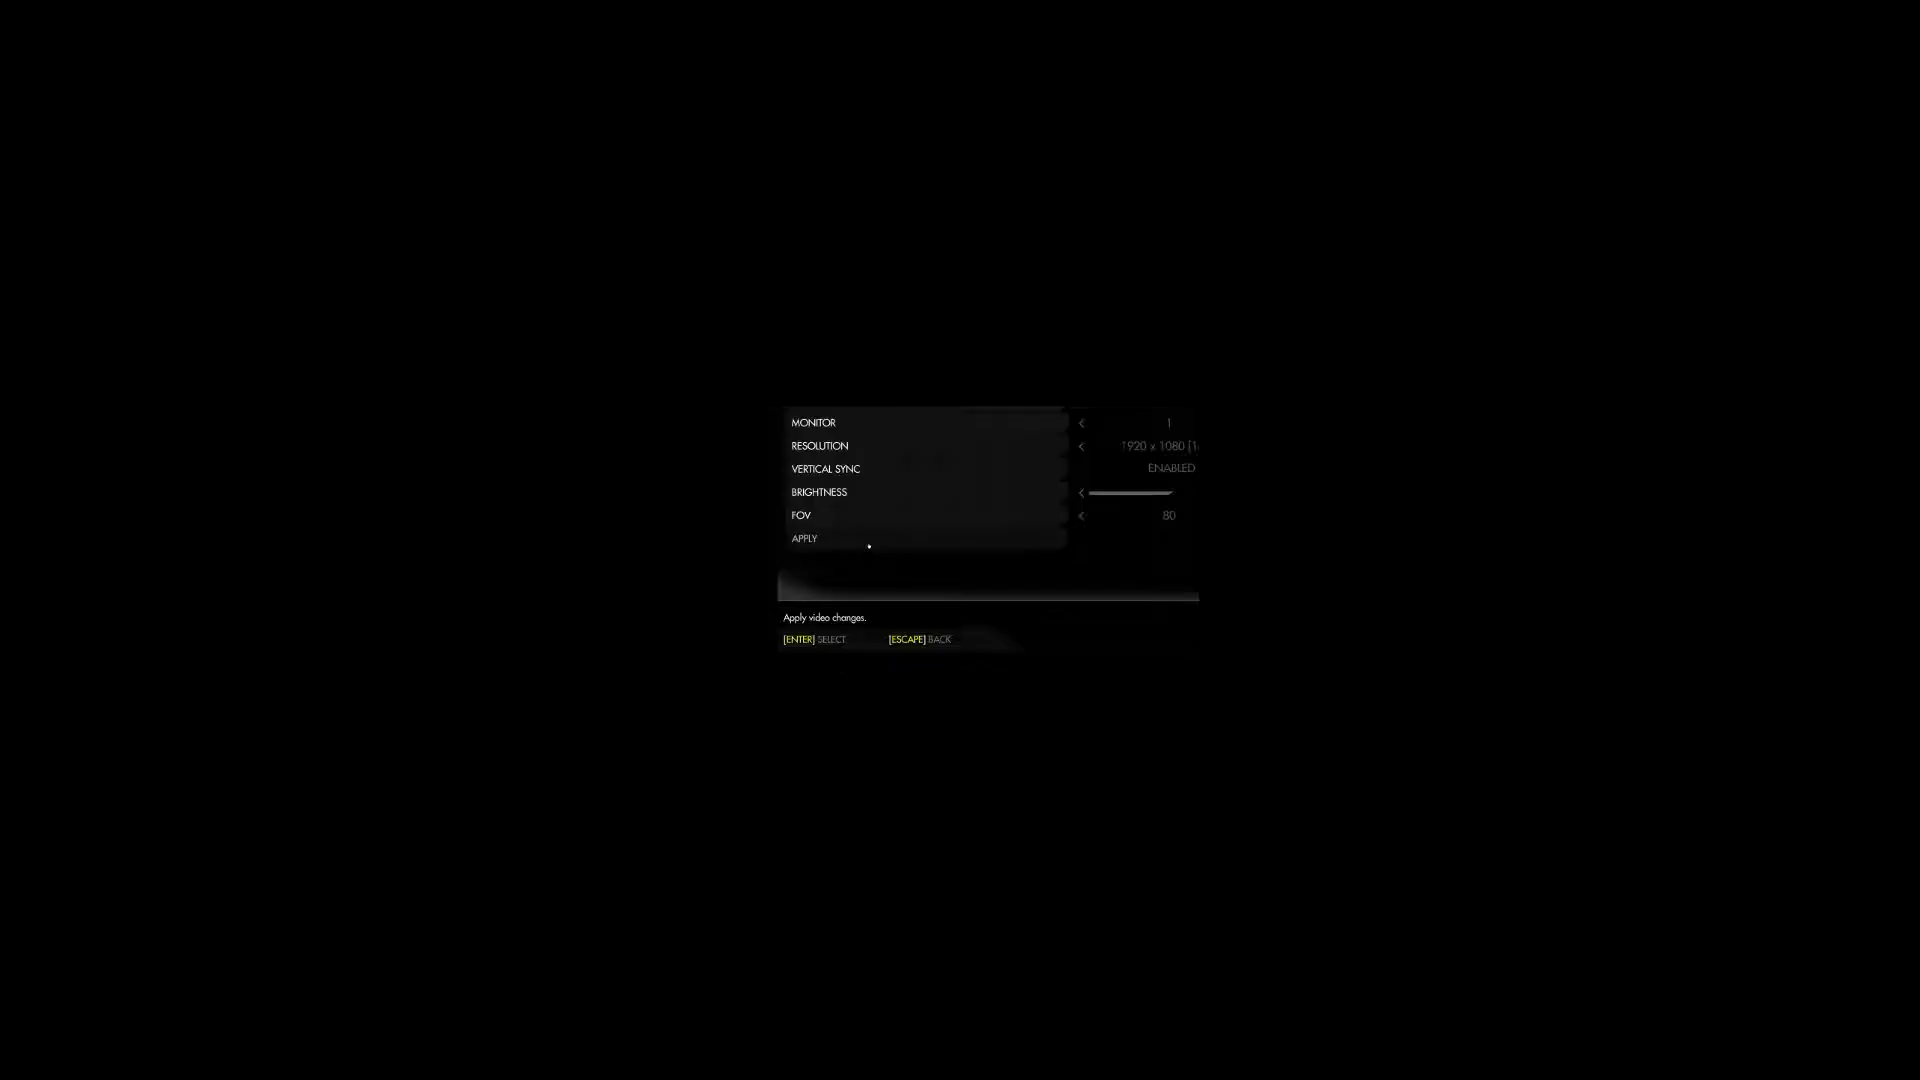 MONITOR < 1
RESOLUTION < 1920 x 1080 [1
VERTICAL SYNC ENABLED
BRIGHTNESS <
FOV < 80
APPLY
Apply video changes.
[ENTER] SELECT [ESCAPE] BACK